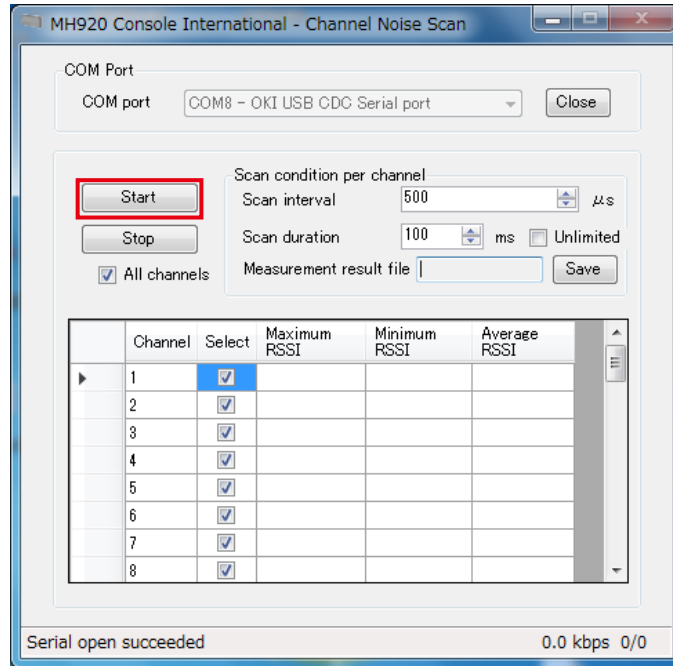 MH920 Console International - Channel Noise Scan
COM Port
COM port COM8 - OKI USB CDC Serial port Close
Scan condition per channel
Start Scan interval 500 μs
Stop Scan duration 100 ms Unlimited
All channels Measurement result file Save
Channel Select Maximum RSSI Minimum RSSI Average RSSI
1
2
3
4
5
6
7
8
Serial open succeeded 0.0 kbps 0/0